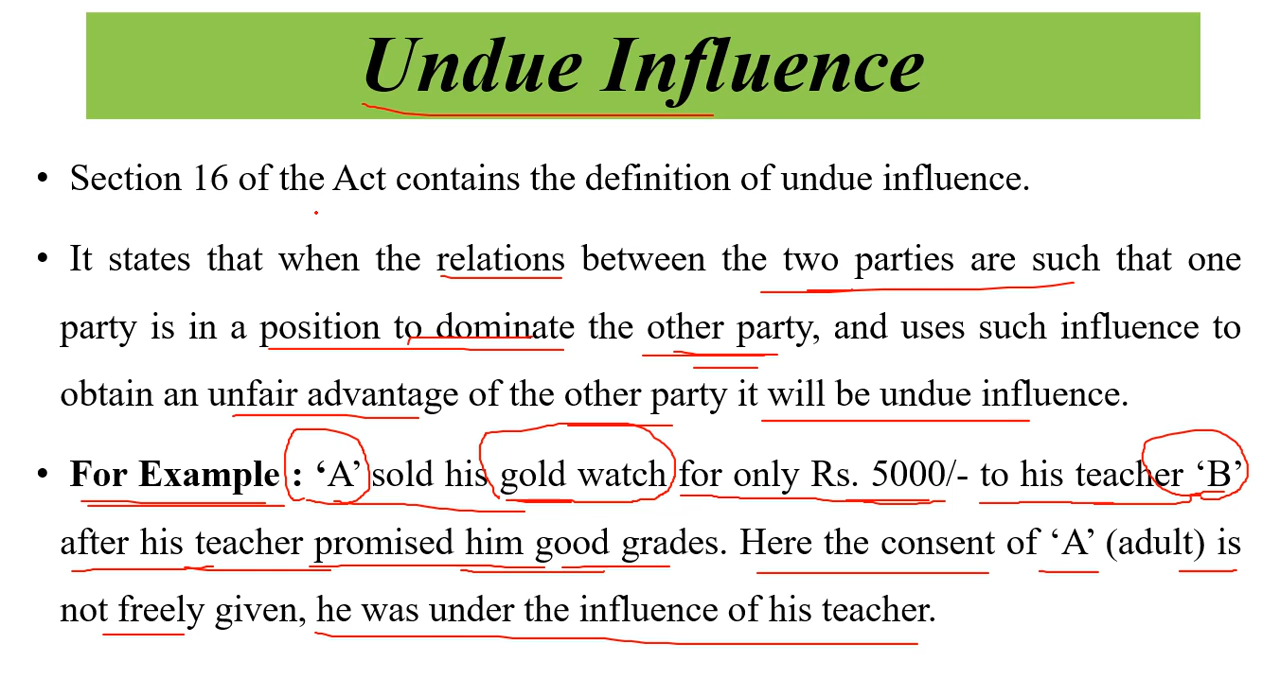 Undue Influence
• Section 16 of the Act contains the definition of undue influence.
• It states that when the relations between the two parties are such that one
party is in a position to dominate the other party, and uses such influence to
obtain an unfair advantage of the other party it will be undue influence.
• For Example : ‘A’ sold his gold watch for only Rs. 5000/- to his teacher ‘B’
after his teacher promised him good grades. Here the consent of ‘A’ (adult) is
not freely given, he was under the influence of his teacher.